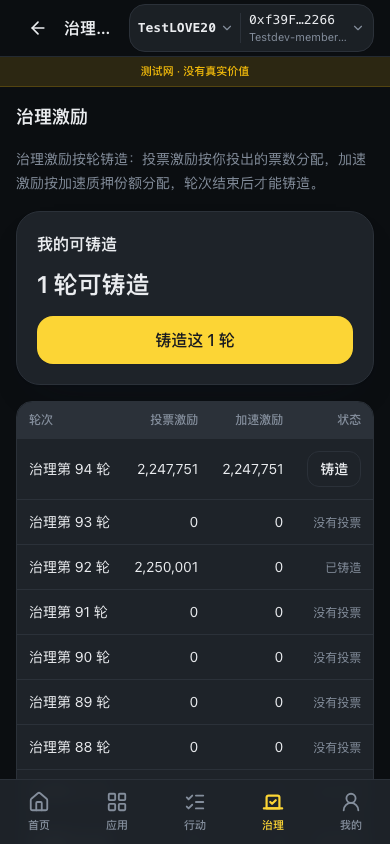 治理... TestLOVE20 0xf39F…2266
Testdev-member...
测试网 · 没有真实价值
治理激励
治理激励按轮铸造：投票激励按你投出的票数分配，加速
激励按加速质押份额分配，轮次结束后才能铸造。
我的可铸造
1 轮可铸造
铸造这 1 轮
轮次 投票激励 加速激励 状态
治理第 94 轮 2,247,751 2,247,751 铸造
治理第 93 轮 0 0 没有投票
治理第 92 轮 2,250,001 0 已铸造
治理第 91 轮 0 0 没有投票
治理第 90 轮 0 0 没有投票
治理第 89 轮 0 0 没有投票
治理第 88 轮 0 0 没有投票
首页 应用 行动 治理 我的